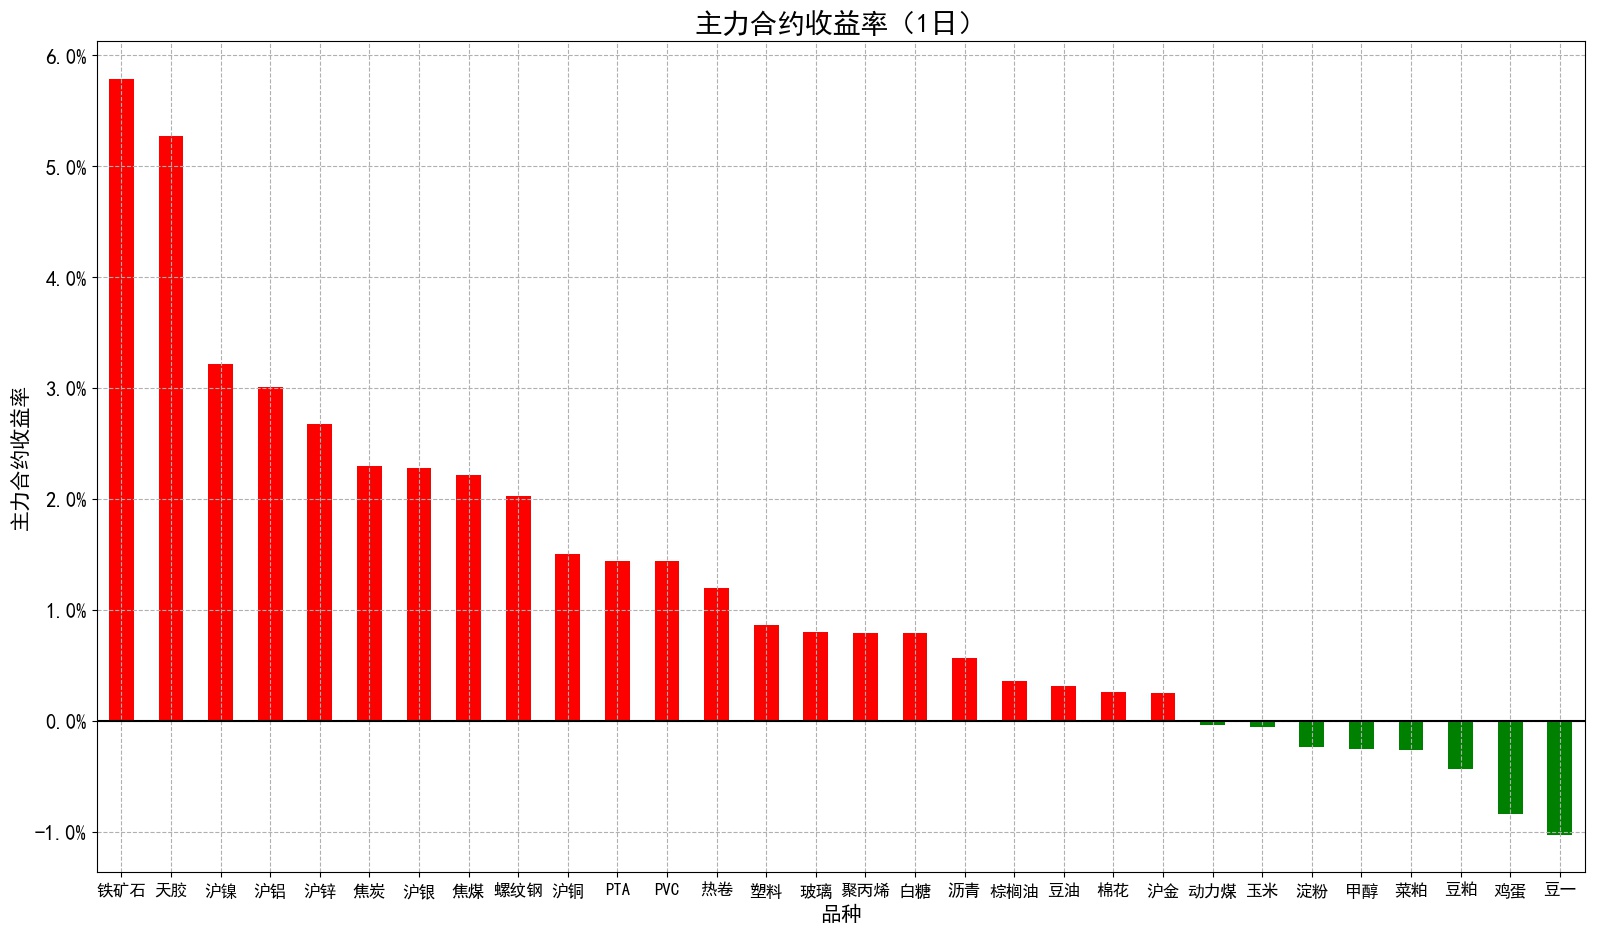 主力合约收益率（1日）
主力合约收益率
6.0%
5.0%
4.0%
3.0%
2.0%
1.0%
0.0%
−1.0%
铁矿石 天胶 沪镍 沪铝 沪锌 焦炭 沪银 焦煤 螺纹钢 沪铜 PTA PVC 热卷 塑料 玻璃 聚丙烯 白糖 沥青 棕榈油 豆油 棉花 沪金 动力煤 玉米 淀粉 甲醇 菜粕 豆粕 鸡蛋 豆一
品种